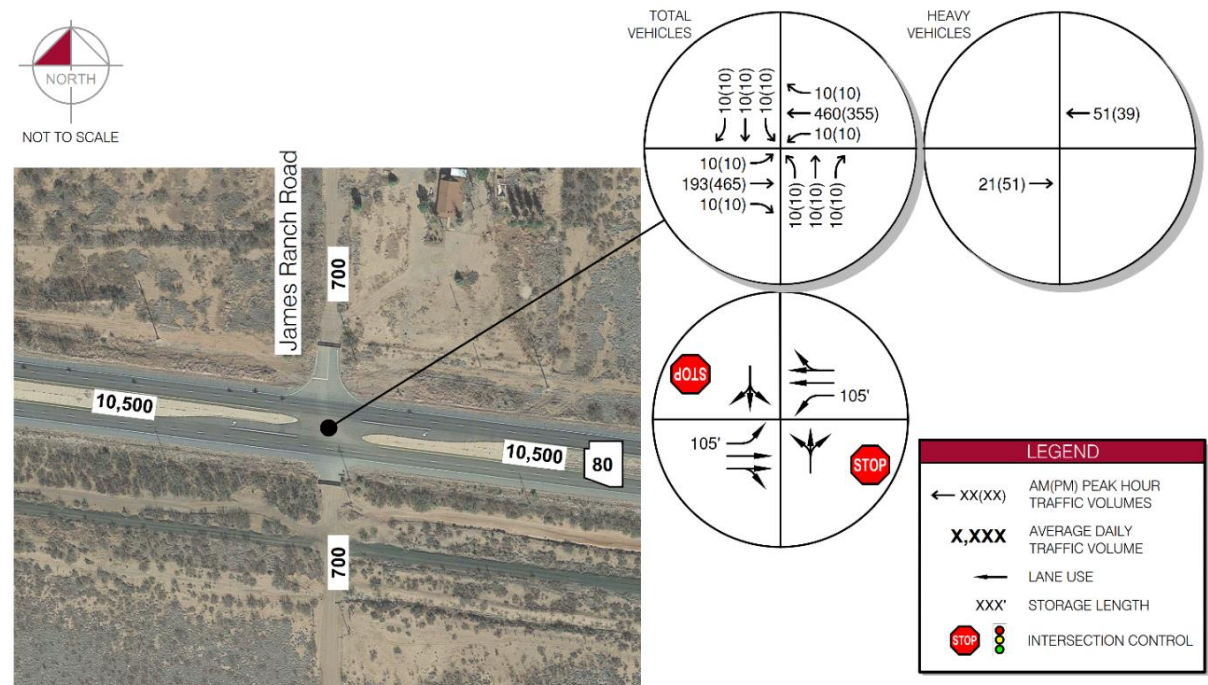 NORTH
NOT TO SCALE
James Ranch Road
700
10,500
10,500
80
700
TOTAL
VEHICLES
10(10)
10(10)
10(10)
10(10)
460(355)
10(10)
10(10)
193(465)
10(10)
10(10)
10(10)
10(10)
HEAVY
VEHICLES
51(39)
21(51)
STOP
105'
105'
STOP
LEGEND
XX(XX)
AM(PM) PEAK HOUR
TRAFFIC VOLUMES
X,XXX
AVERAGE DAILY
TRAFFIC VOLUME
LANE USE
XXX'
STORAGE LENGTH
STOP
INTERSECTION CONTROL